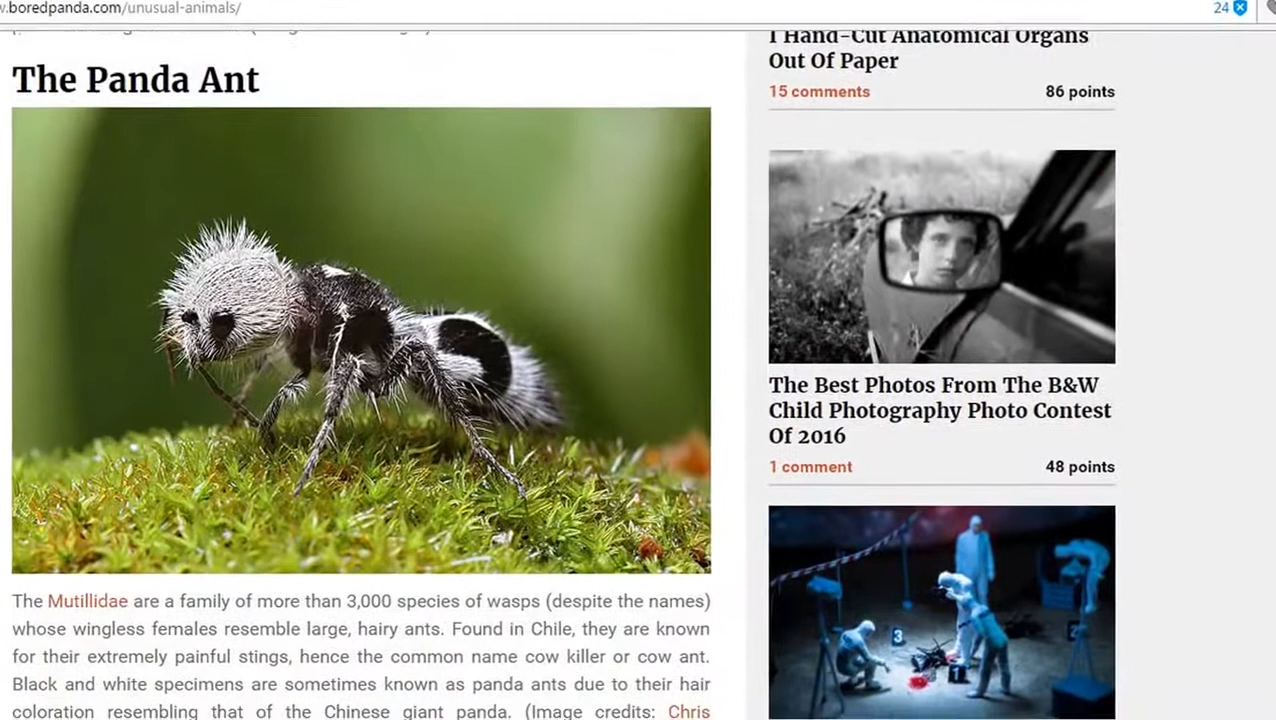 w.boredpanda.com/unusual-animals/
24
The Panda Ant
The Mutillidae are a family of more than 3,000 species of wasps (despite the names)
whose wingless females resemble large, hairy ants. Found in Chile, they are known
for their extremely painful stings, hence the common name cow killer or cow ant.
Black and white specimens are sometimes known as panda ants due to their hair
coloration resembling that of the Chinese giant panda. (Image credits: Chris
I Hand-Cut Anatomical Organs
Out Of Paper
15 comments 86 points
The Best Photos From The B&W
Child Photography Photo Contest
Of 2016
1 comment 48 points
3